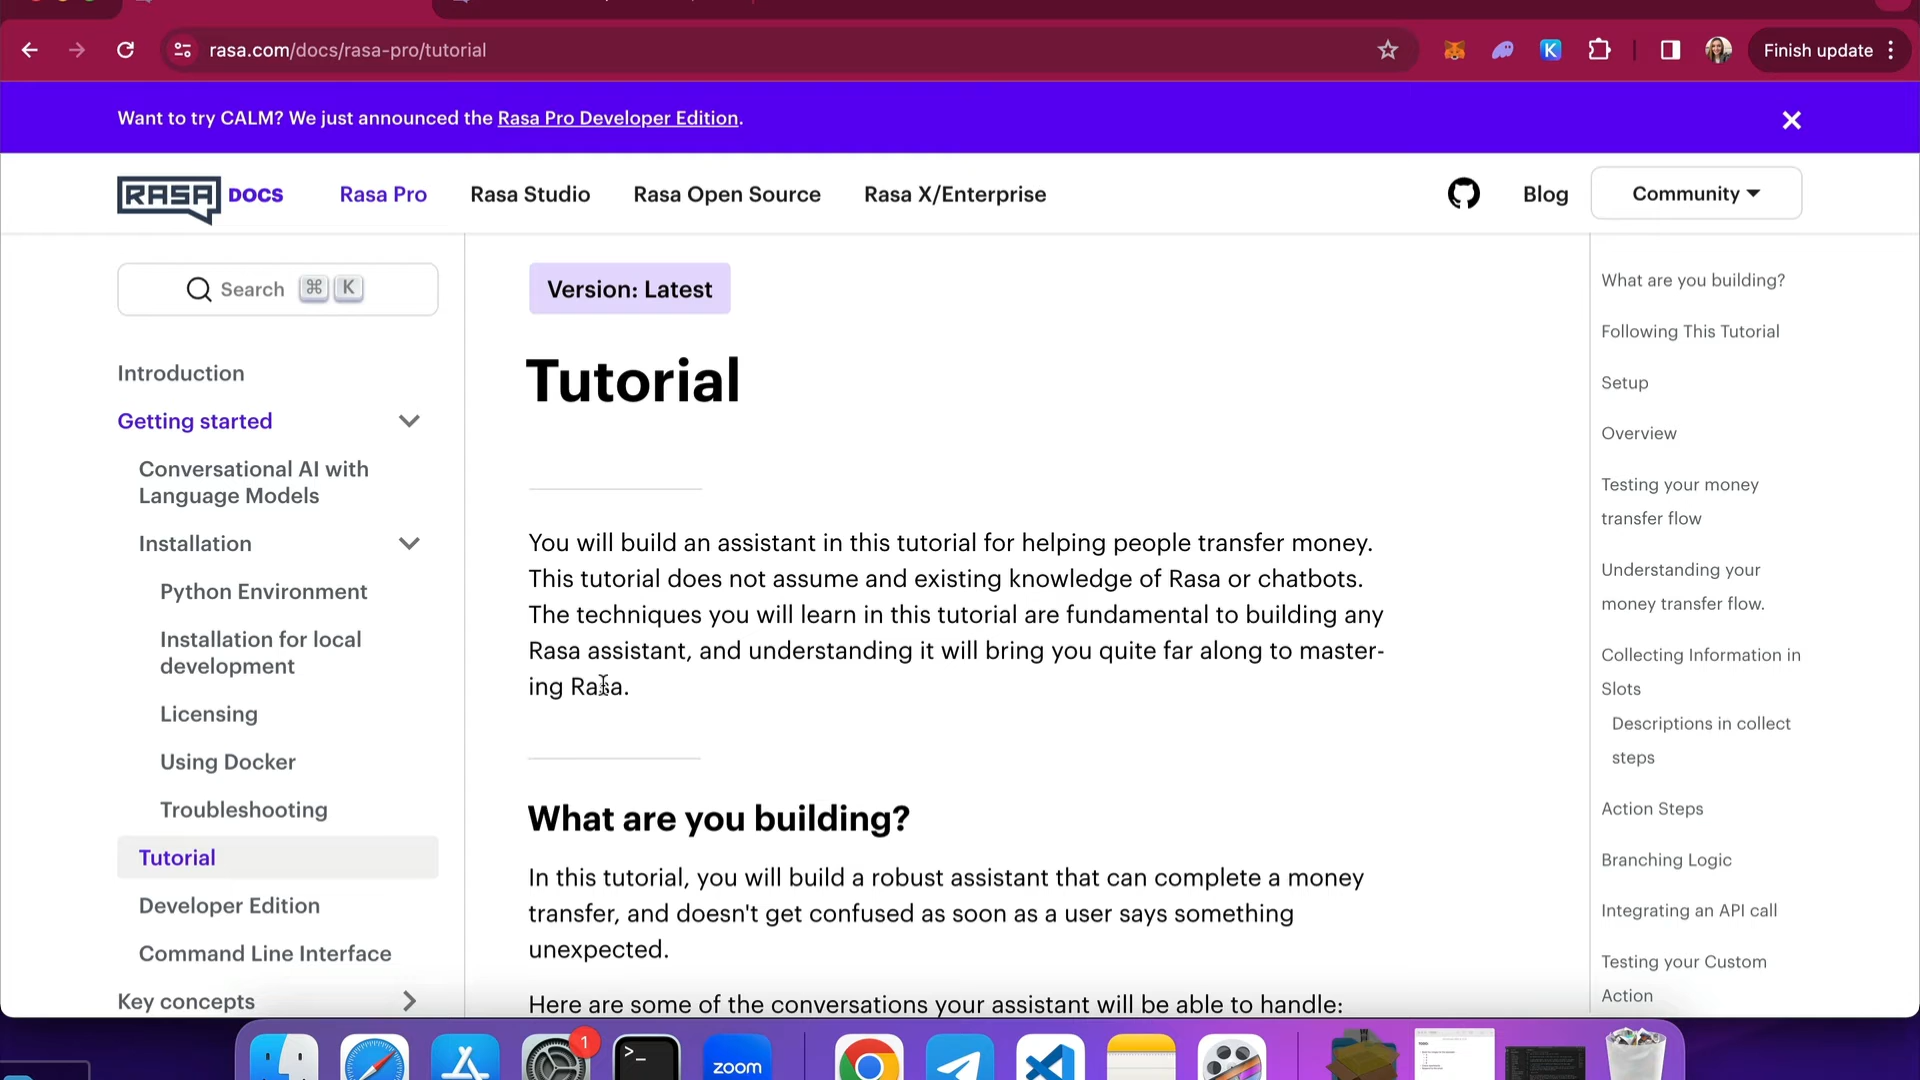 rasa.com/docs/rasa-pro/tutorial
Finish update
Want to try CALM? We just announced the Rasa Pro Developer Edition.
RASA DOCS
Rasa Pro
Rasa Studio
Rasa Open Source
Rasa X/Enterprise
Blog
Community
Search ⌘ K
Introduction
Getting started
Conversational AI with
Language Models
Installation
Python Environment
Installation for local
development
Licensing
Using Docker
Troubleshooting
Tutorial
Developer Edition
Command Line Interface
Key concepts
Version: Latest
Tutorial
You will build an assistant in this tutorial for helping people transfer money.
This tutorial does not assume and existing knowledge of Rasa or chatbots.
The techniques you will learn in this tutorial are fundamental to building any
Rasa assistant, and understanding it will bring you quite far along to master-
ing Rasa.
What are you building?
In this tutorial, you will build a robust assistant that can complete a money
transfer, and doesn't get confused as soon as a user says something
unexpected.
Here are some of the conversations your assistant will be able to handle:
What are you building?
Following This Tutorial
Setup
Overview
Testing your money
transfer flow
Understanding your
money transfer flow.
Collecting Information in
Slots
Descriptions in collect
steps
Action Steps
Branching Logic
Integrating an API call
Testing your Custom
Action
1
>_
zoom